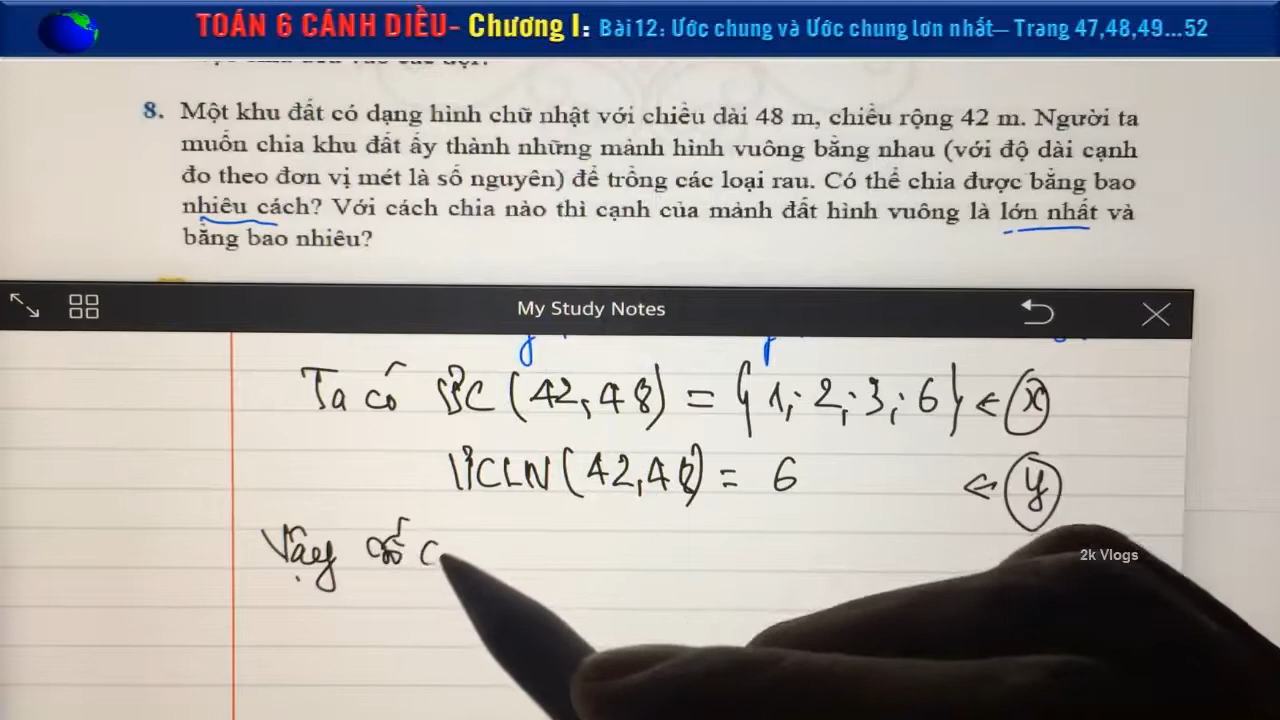 TOÁN 6 CÁNH DIỀU- Chương I: Bài 12: Ước chung và Ước chung lớn nhất– Trang 47,48,49...52
8. Một khu đất có dạng hình chữ nhật với chiều dài 48 m, chiều rộng 42 m. Người ta
muốn chia khu đất ấy thành những mảnh hình vuông bằng nhau (với độ dài cạnh
đo theo đơn vị mét là số nguyên) để trồng các loại rau. Có thể chia được bằng bao
nhiêu cách? Với cách chia nào thì cạnh của mảnh đất hình vuông là lớn nhất và
bằng bao nhiêu?
My Study Notes
Ta có ƯC (42, 48) = {1; 2; 3; 6} ← x
ƯCLN (42, 48) = 6 ← y
Vậy số c
2k Vlogs